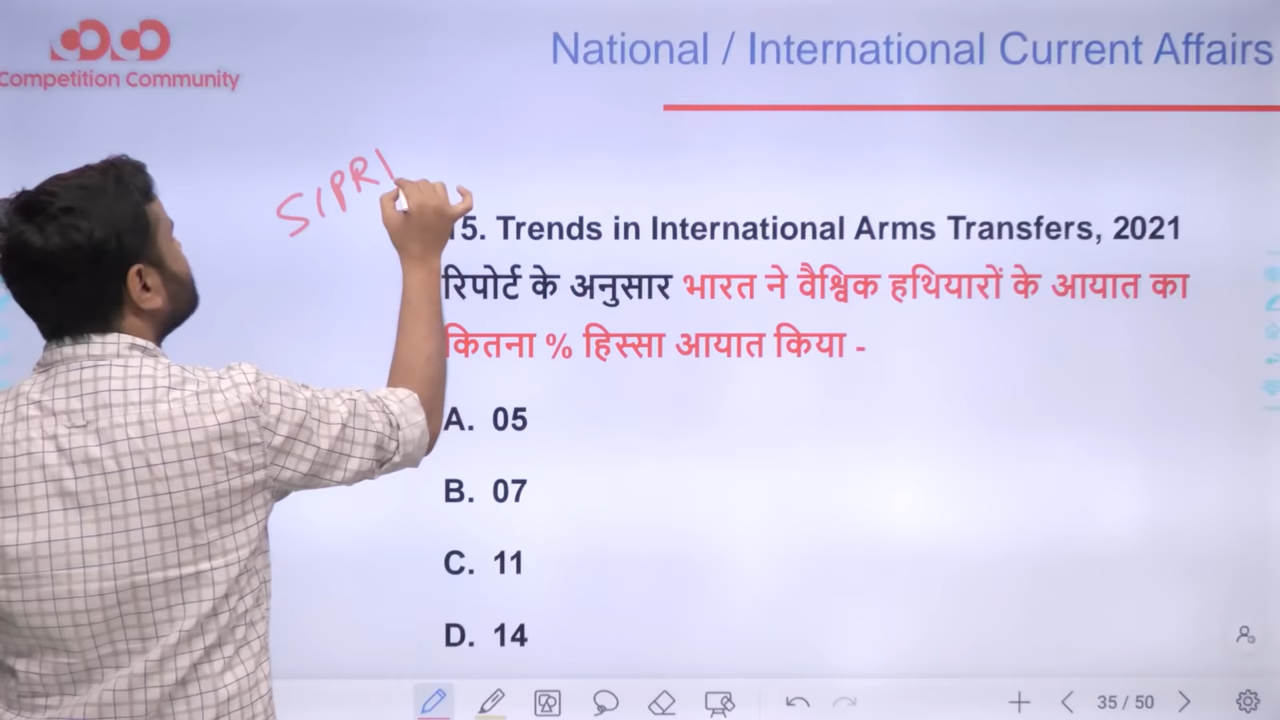 Competition Community
National / International Current Affairs
SIPRI
15. Trends in International Arms Transfers, 2021
रिपोर्ट के अनुसार भारत ने वैश्विक हथियारों के आयात का
कितना % हिस्सा आयात किया -
A. 05
B. 07
C. 11
D. 14
35 / 50